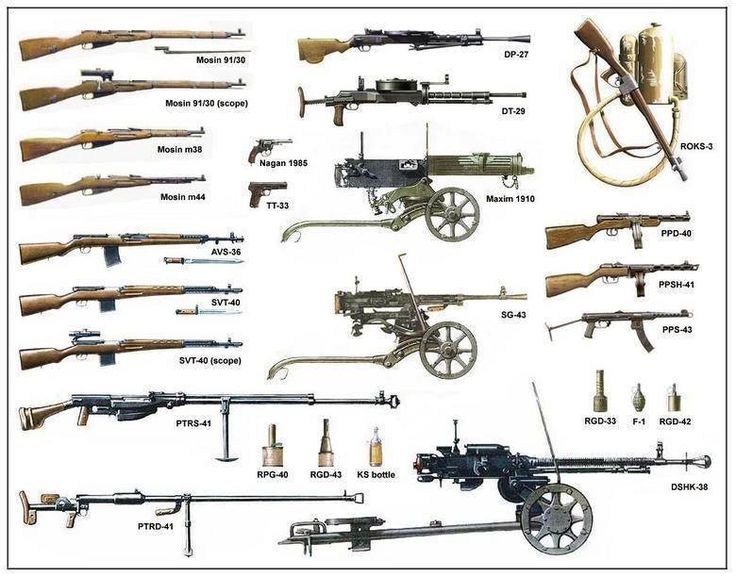 Mosin 91/30
Mosin 91/30 (scope)
Mosin m38
Mosin m44
AVS-36
SVT-40
SVT-40 (scope)
PTRS-41
PTRD-41
Nagan 1985
TT-33
DP-27
DT-29
Maxim 1910
SG-43
ROKS-3
PPD-40
PPSH-41
PPS-43
RGD-33 F-1 RGD-42
RPG-40 RGD-43 KS bottle
DSHK-38